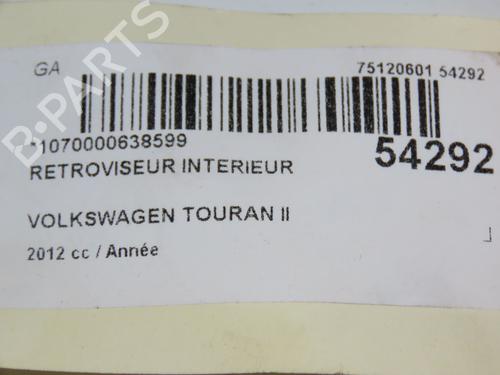 GA
75120601 54292
*1070000638599
54292
RETROVISEUR INTERIEUR
VOLKSWAGEN TOURAN II
2012 cc / Année
B-PARTS